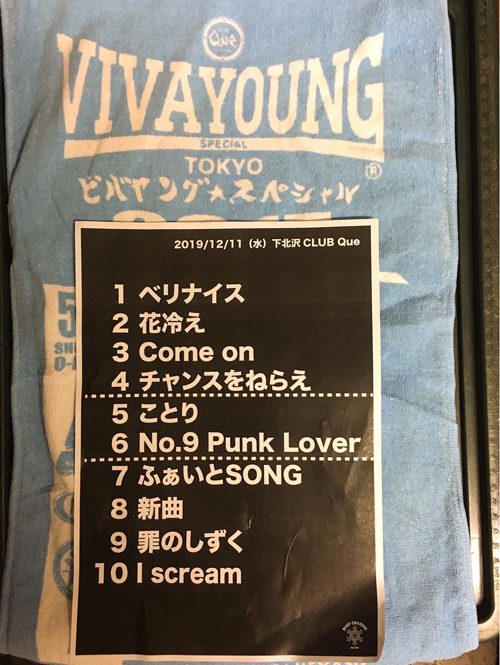 Que
VIVAYOUNG
SPECIAL
TOKYO
ビバヤング★スペシャル
®
2019/12/11（水）下北沢 CLUB Que
1 ベリナイス
2 花冷え
3 Come on
4 チャンスをねらえ
5 ことり
6 No.9 Punk Lover
7 ふぁいとSONG
8 新曲
9 罪のしずく
10 I scream